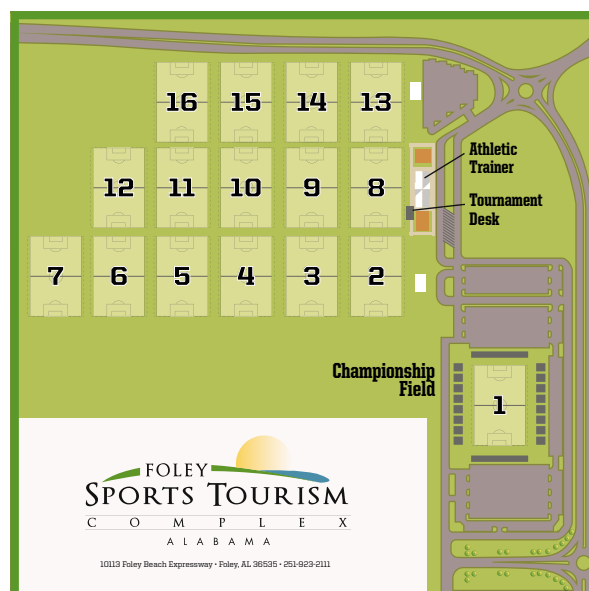 16 15 14 13
Athletic
Trainer
12 11 10 9 8
Tournament
Desk
7 6 5 4 3 2
Championship
Field
1
FOLEY
SPORTS TOURISM
COMPLEX
ALABAMA
10113 Foley Beach Expressway • Foley, AL 36535 • 251-923-2111